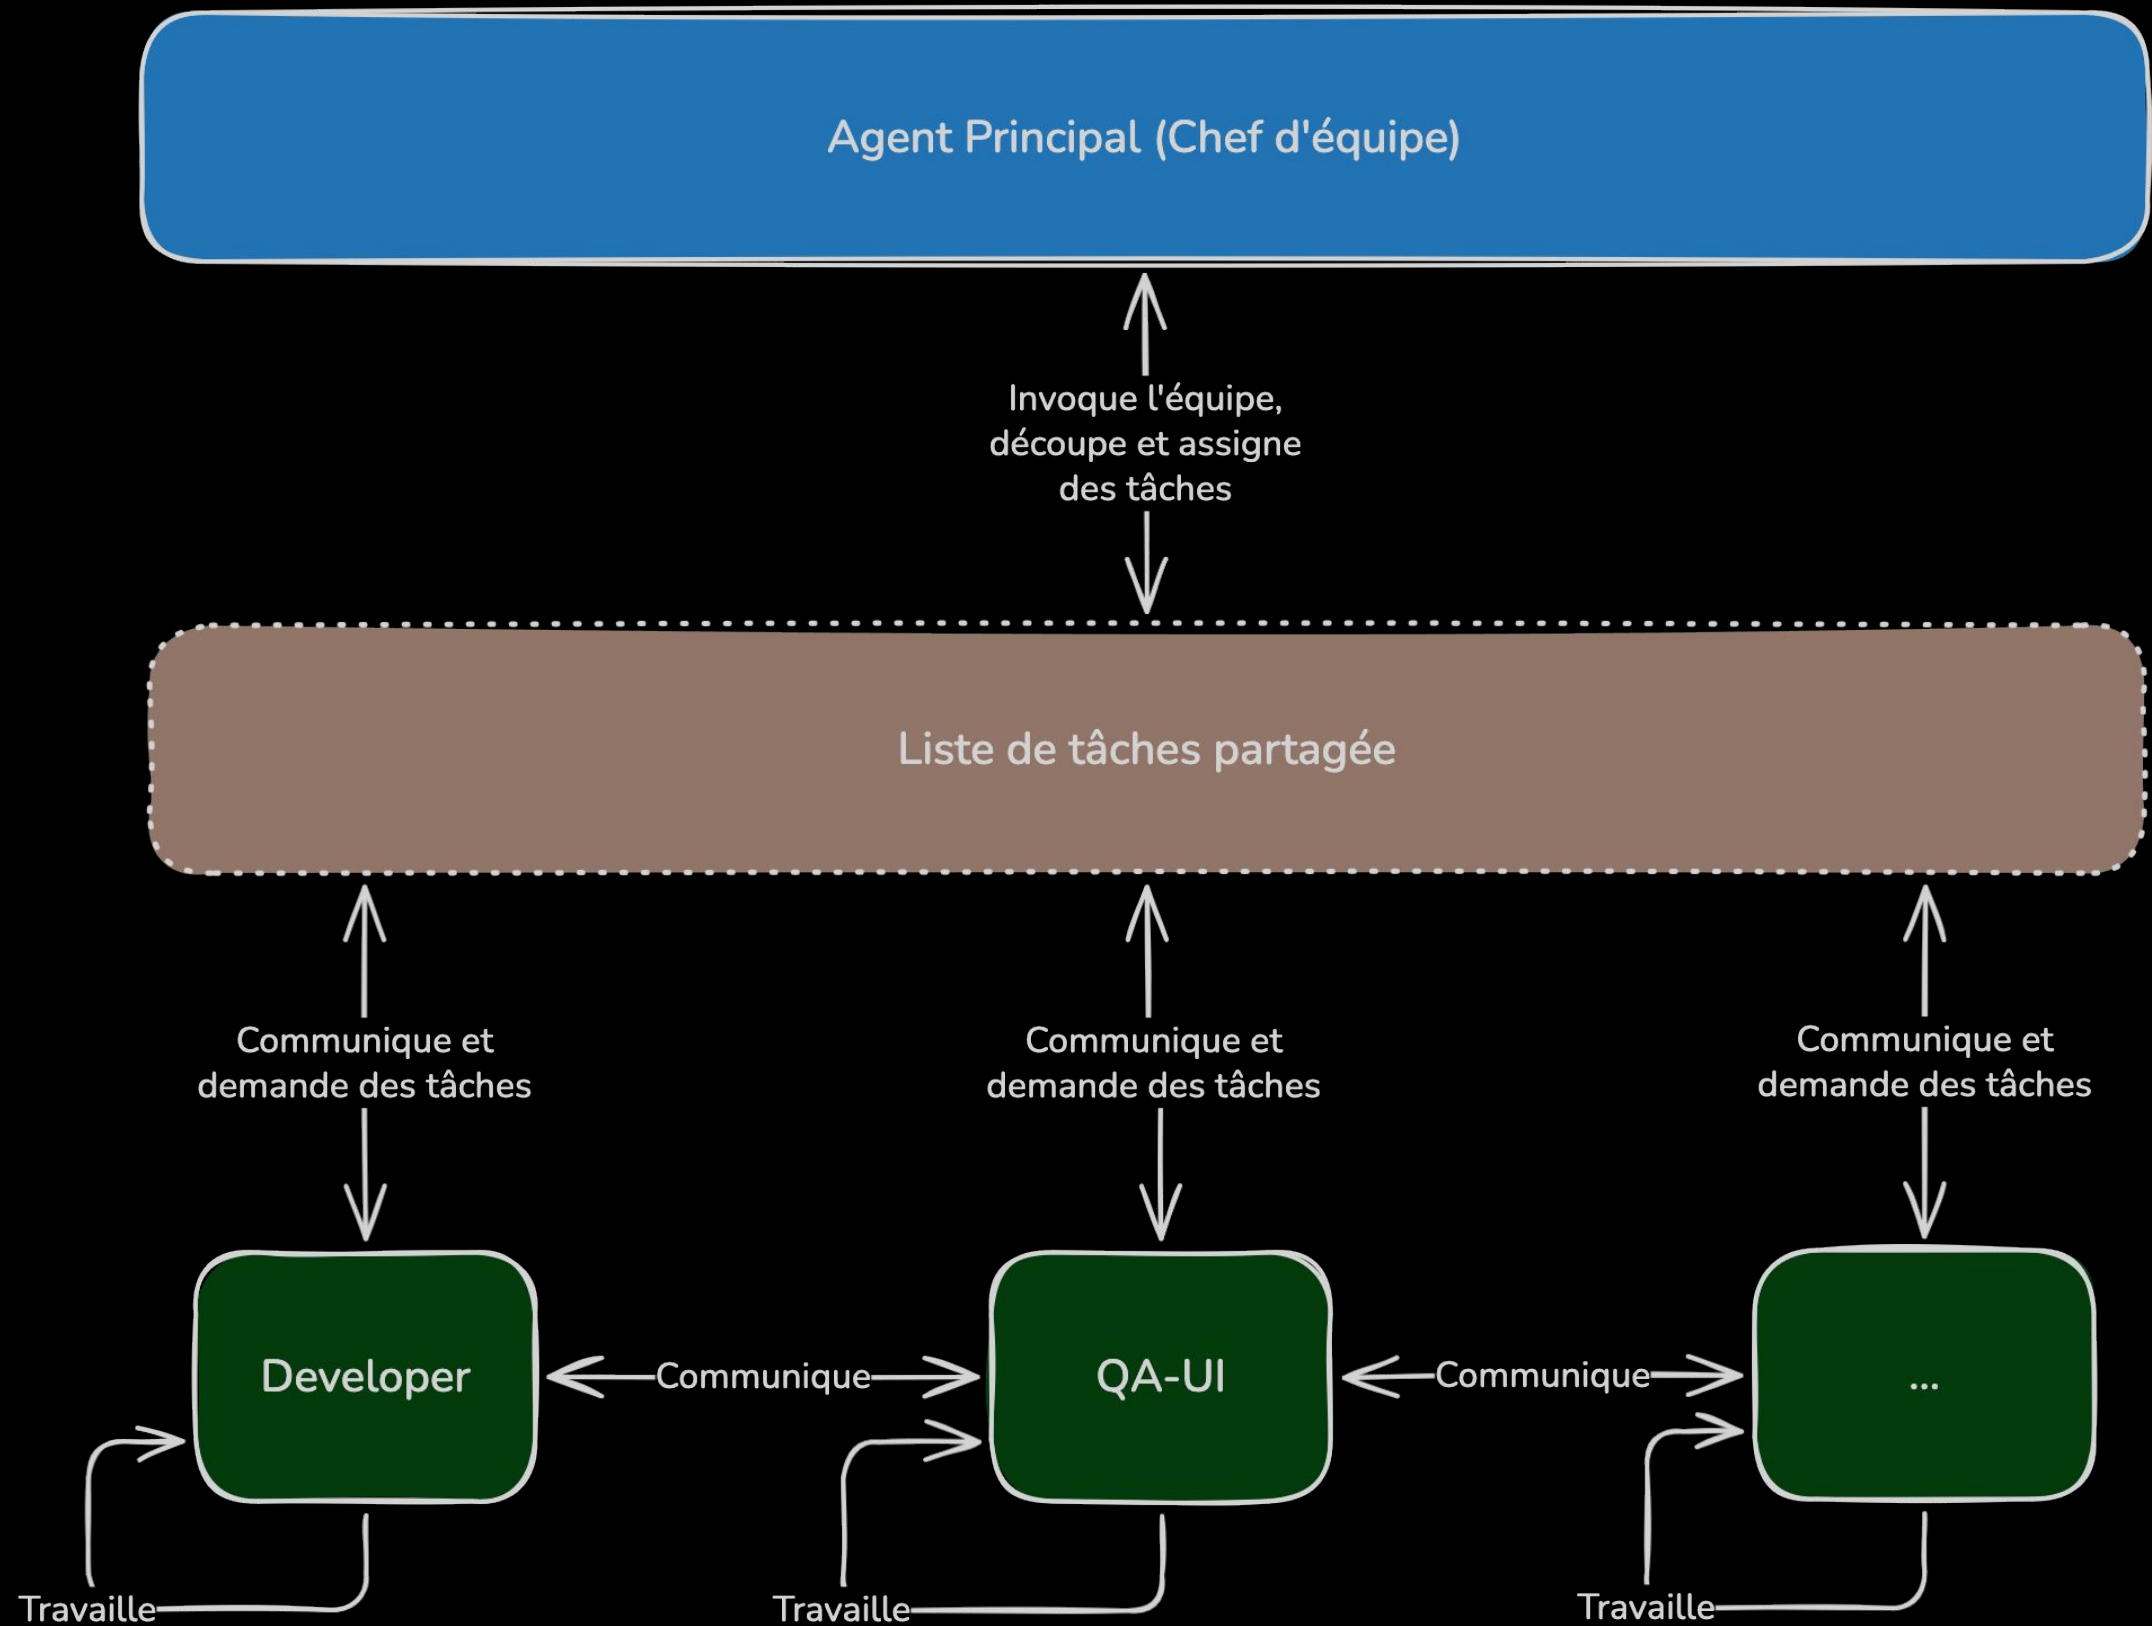 Agent Principal (Chef d'équipe)
Invoque l'équipe,
découpe et assigne
des tâches
Liste de tâches partagée
Communique et
demande des tâches
Communique et
demande des tâches
Communique et
demande des tâches
Developer
Communique
QA-UI
Communique
...
Travaille
Travaille
Travaille